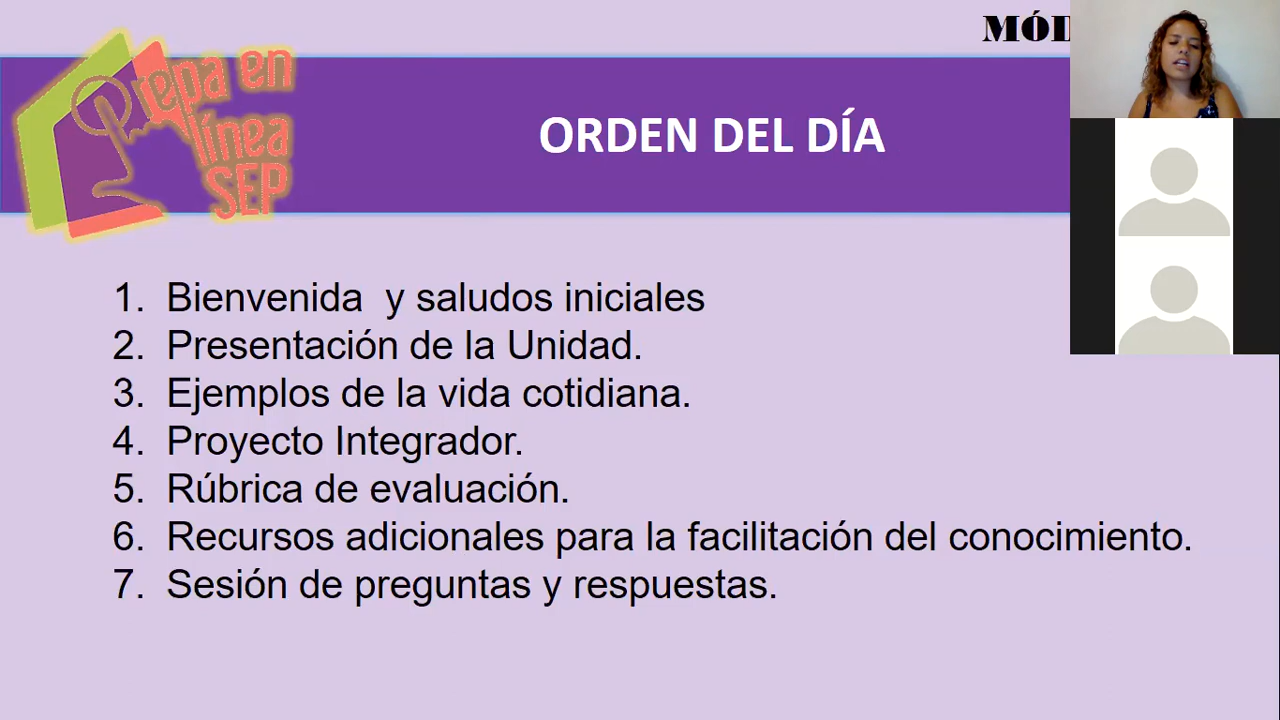 MÓD
Prepa en
línea
SEP
ORDEN DEL DÍA
1. Bienvenida y saludos iniciales
2. Presentación de la Unidad.
3. Ejemplos de la vida cotidiana.
4. Proyecto Integrador.
5. Rúbrica de evaluación.
6. Recursos adicionales para la facilitación del conocimiento.
7. Sesión de preguntas y respuestas.